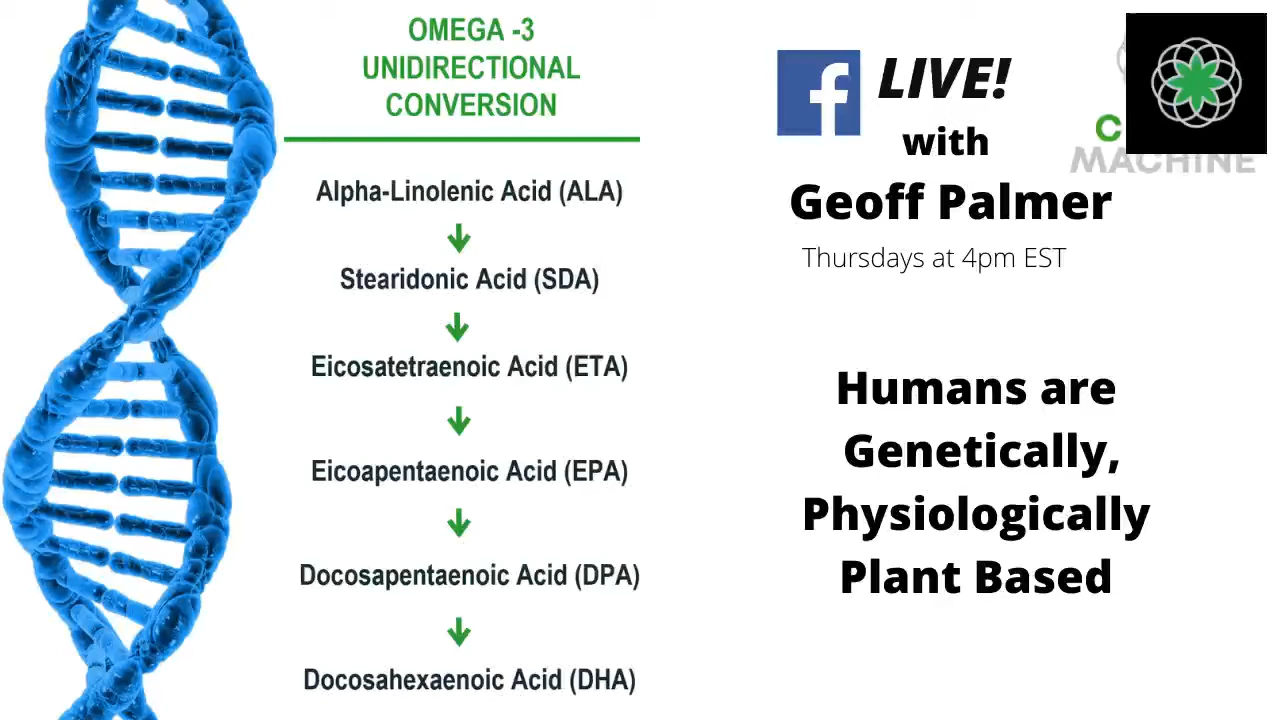 OMEGA -3
UNIDIRECTIONAL
CONVERSION
Alpha-Linolenic Acid (ALA)
Stearidonic Acid (SDA)
Eicosatetraenoic Acid (ETA)
Eicoapentaenoic Acid (EPA)
Docosapentaenoic Acid (DPA)
Docosahexaenoic Acid (DHA)
f LIVE!
with
Geoff Palmer
Thursdays at 4pm EST
MACHINE
Humans are
Genetically,
Physiologically
Plant Based